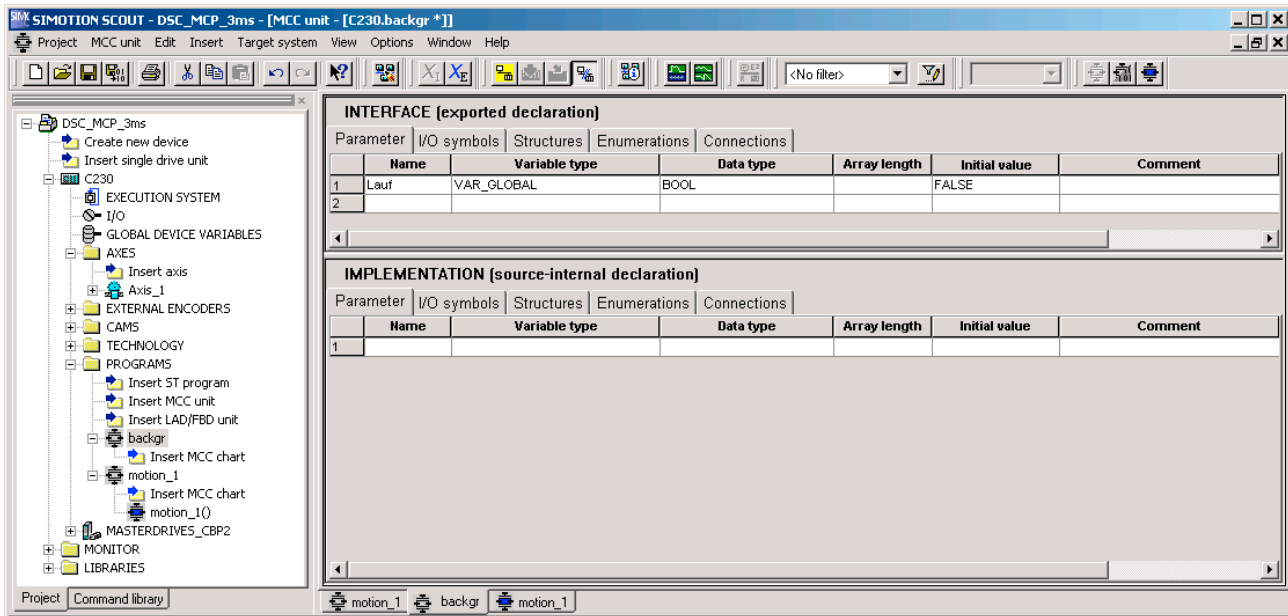 SIMOTION SCOUT - DSC_MCP_3ms - [MCC unit - [C230.backgr *]]
Project MCC unit Edit Insert Target system View Options Window Help
<No filter>
DSC_MCP_3ms
Create new device
Insert single drive unit
C230
EXECUTION SYSTEM
I/O
GLOBAL DEVICE VARIABLES
AXES
Insert axis
Axis_1
EXTERNAL ENCODERS
CAMS
TECHNOLOGY
PROGRAMS
Insert ST program
Insert MCC unit
Insert LAD/FBD unit
backgr
Insert MCC chart
motion_1
Insert MCC chart
motion_1()
MASTERDRIVES_CBP2
MONITOR
LIBRARIES
Project Command library
INTERFACE (exported declaration)
Parameter I/O symbols Structures Enumerations Connections
Name Variable type Data type Array length Initial value Comment
1 Lauf VAR_GLOBAL BOOL FALSE
2
IMPLEMENTATION (source-internal declaration)
Parameter I/O symbols Structures Enumerations Connections
Name Variable type Data type Array length Initial value Comment
1
motion_1 backgr motion_1